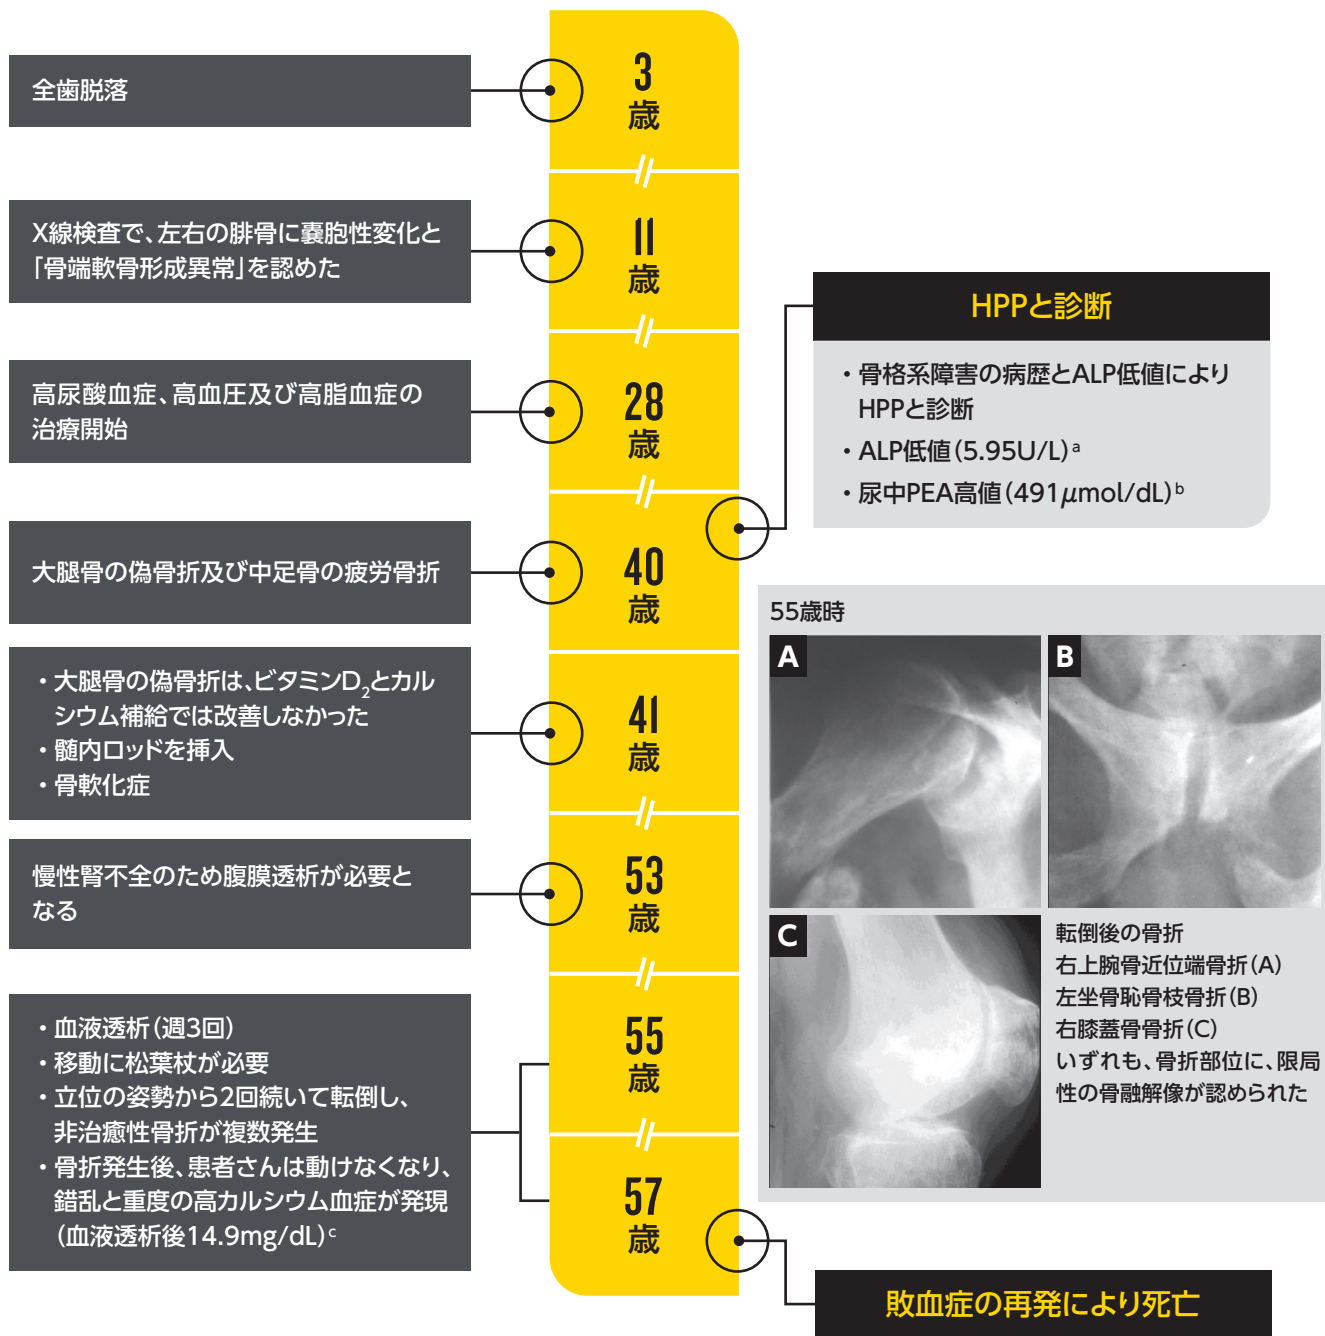 全歯脱落
3
歳
X線検査で、左右の腓骨に嚢胞性変化と
「骨端軟骨形成異常」を認めた
11
歳
高尿酸血症、高血圧及び高脂血症の
治療開始
28
歳
HPPと診断
・骨格系障害の病歴とALP低値により
HPPと診断
・ALP低値(5.95U/L)a
・尿中PEA高値(491μmol/dL)b
大腿骨の偽骨折及び中足骨の疲労骨折
40
歳
・大腿骨の偽骨折は、ビタミンD2とカル
シウム補給では改善しなかった
・髄内ロッドを挿入
・骨軟化症
41
歳
慢性腎不全のため腹膜透析が必要と
なる
53
歳
・血液透析(週3回)
・移動に松葉杖が必要
・立位の姿勢から2回続いて転倒し、
非治癒性骨折が複数発生
・骨折発生後、患者さんは動けなくなり、
錯乱と重度の高カルシウム血症が発現
(血液透析後14.9mg/dL)c
55
歳
57
歳
55歳時
A
B
C
転倒後の骨折
右上腕骨近位端骨折(A)
左坐骨恥骨枝骨折(B)
右膝蓋骨骨折(C)
いずれも、骨折部位に、限局
性の骨融解像が認められた
敗血症の再発により死亡